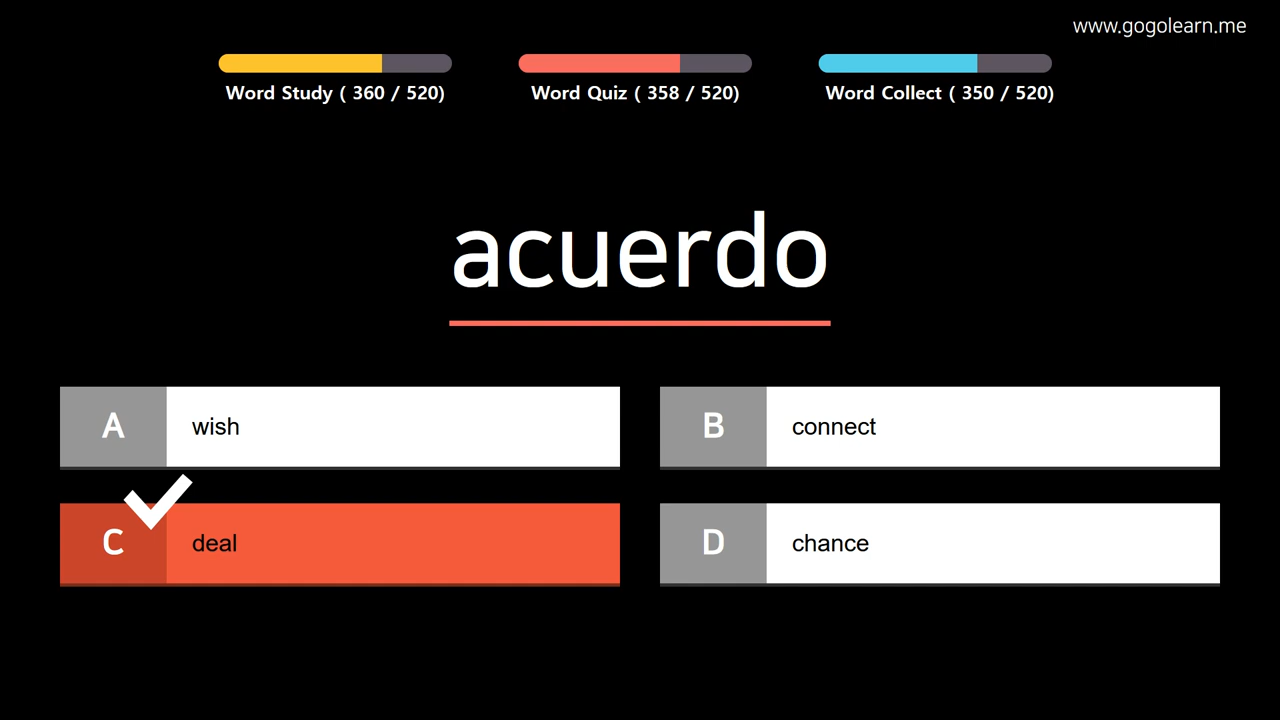 www.gogolearn.me
Word Study ( 360 / 520)
Word Quiz ( 358 / 520)
Word Collect ( 350 / 520)
acuerdo
A wish
B connect
C deal
D chance